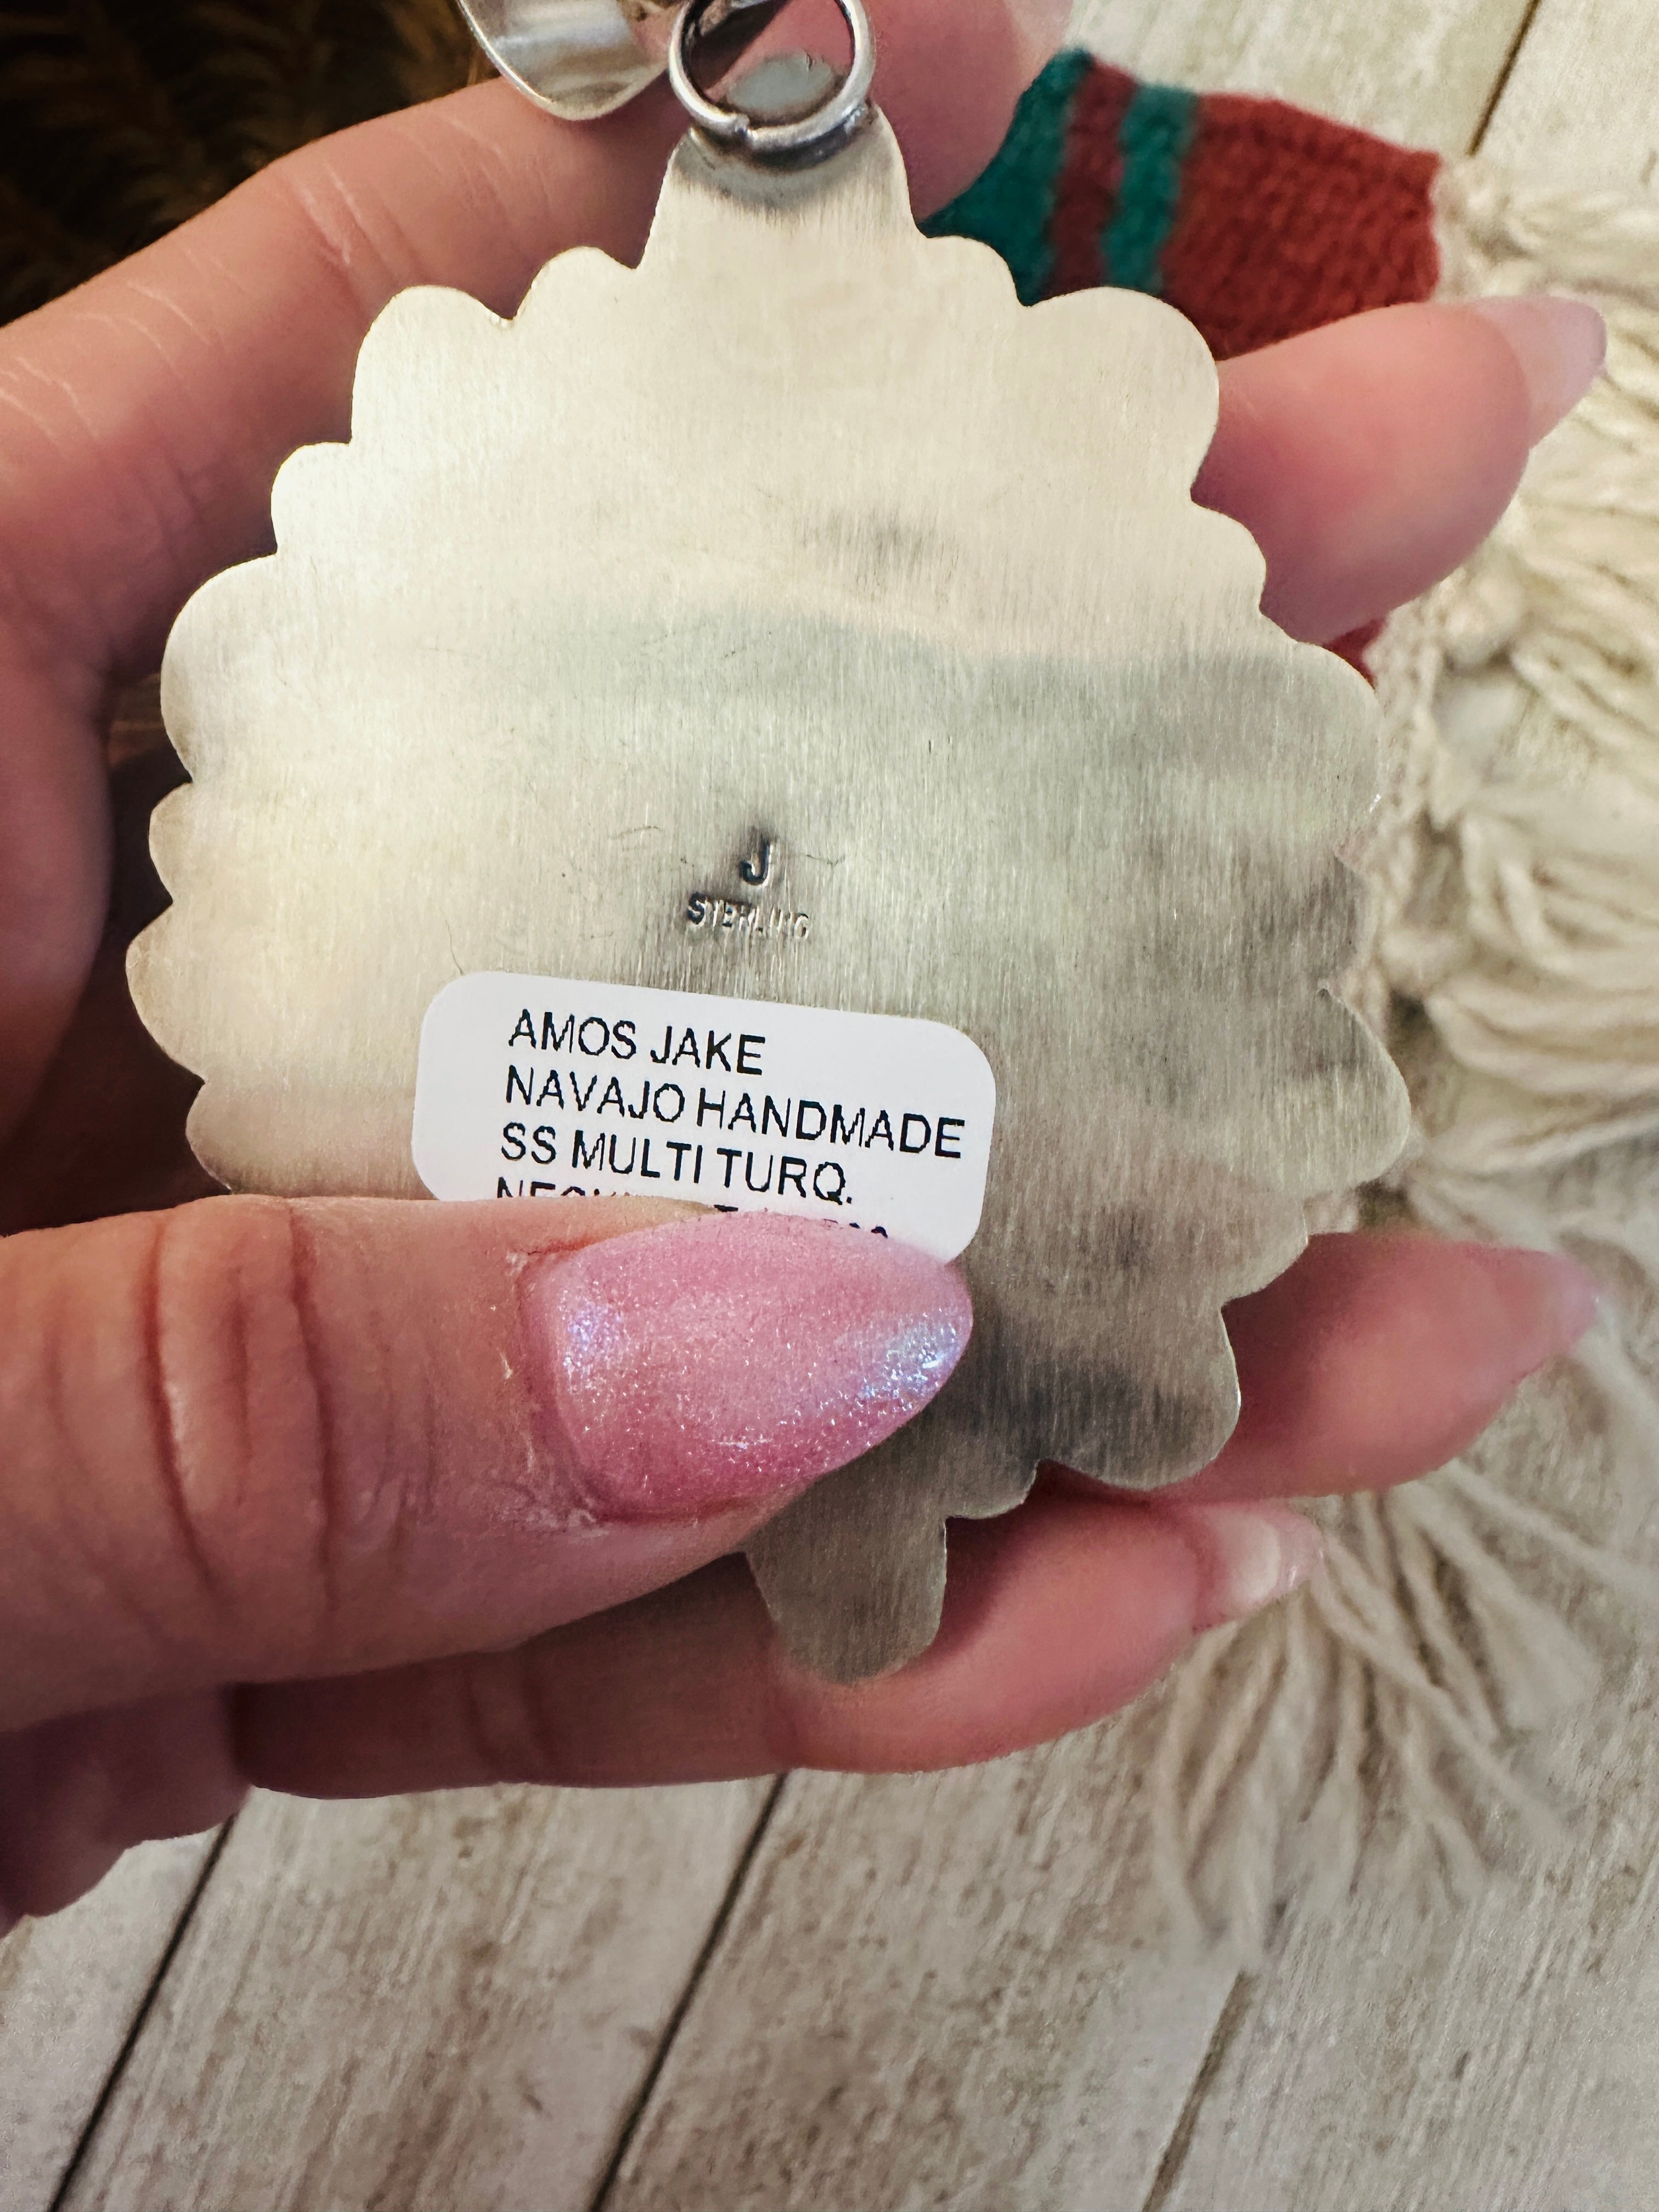 J
STERLING
AMOS JAKE
NAVAJO HANDMADE
SS MULTI TURQ.